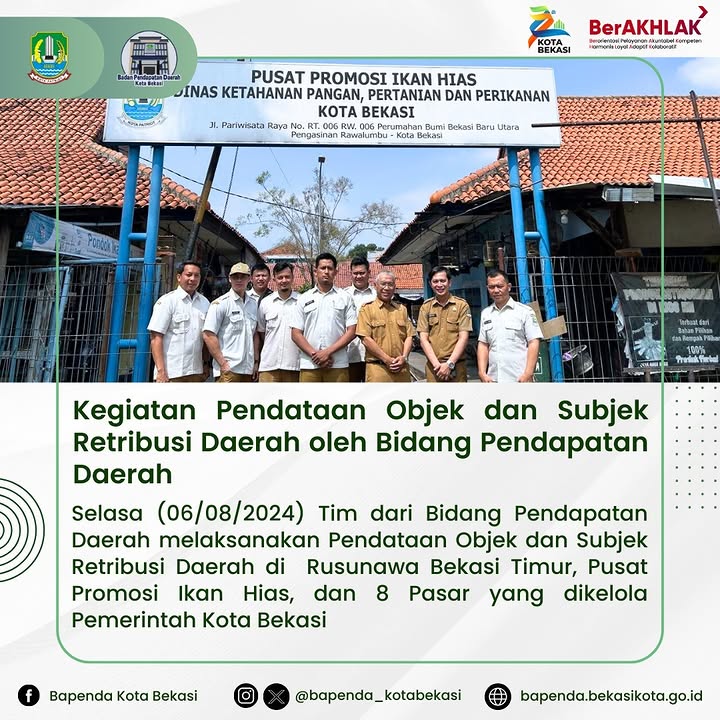 BerAKHLAK
Berorientasi Pelayanan Akuntabel Kompeten
Harmonis Loyal Adaptif Kolaboratif
KOTA
BEKASI
Badan Pendapatan Daerah
Kota Bekasi
PUSAT PROMOSI IKAN HIAS
DINAS KETAHANAN PANGAN, PERTANIAN DAN PERIKANAN
KOTA BEKASI
Jl. Pariwisata Raya No. RT. 006 RW. 006 Perumahan Bumi Bekasi Baru Utara
Pengasinan Rawalumbu - Kota Bekasi
Pondok
Terbuat dari
Bahan Pilihan
dan Rempah Pilihan
100%
Kegiatan Pendataan Objek dan Subjek
Retribusi Daerah oleh Bidang Pendapatan
Daerah
Selasa (06/08/2024) Tim dari Bidang Pendapatan
Daerah melaksanakan Pendataan Objek dan Subjek
Retribusi Daerah di Rusunawa Bekasi Timur, Pusat
Promosi Ikan Hias, dan 8 Pasar yang dikelola
Pemerintah Kota Bekasi
Bapenda Kota Bekasi
@bapenda_kotabekasi
bapenda.bekasikota.go.id